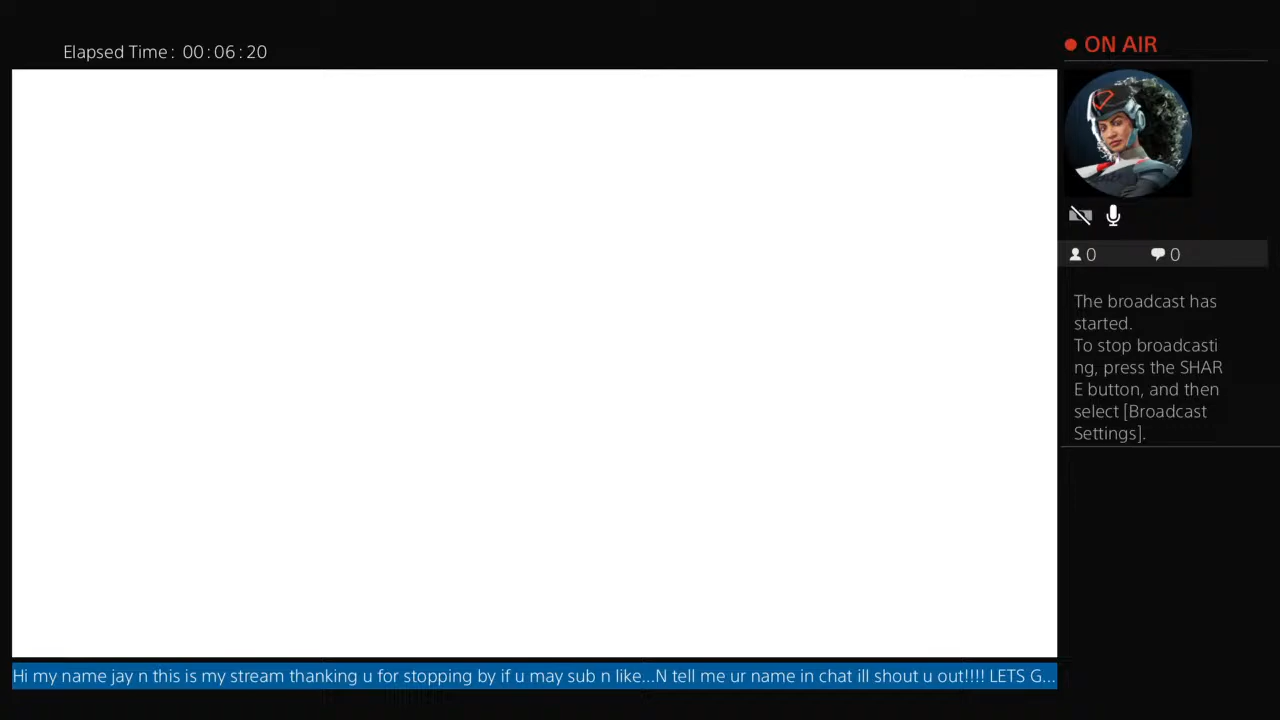 Elapsed Time: 00:06:20
ON AIR
0 0
The broadcast has
started.
To stop broadcasti
ng, press the SHAR
E button, and then
select [Broadcast
Settings].
Hi my name jay n this is my stream thanking u for stopping by if u may sub n like...N tell me ur name in chat ill shout u out!!!! LETS G...